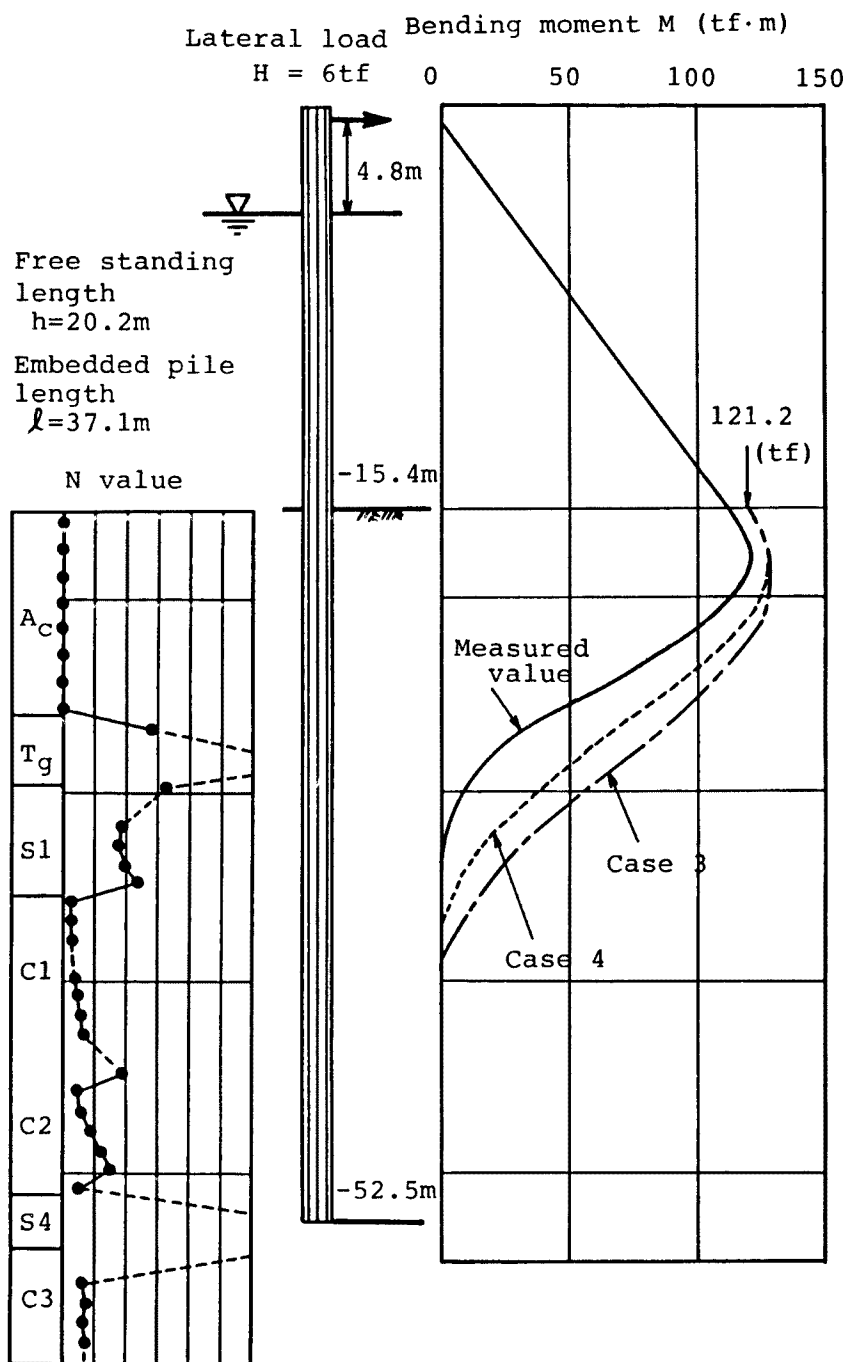 Lateral load
H = 6tf
Bending moment M (tf·m)
0 50 100 150
4.8m
Free standing
length
h=20.2m
Embedded pile
length
ℓ=37.1m
121.2
(tf)
-15.4m
N value
Ac
Tg
S1
C1
C2
S4
C3
Measured
value
Case 3
Case 4
-52.5m